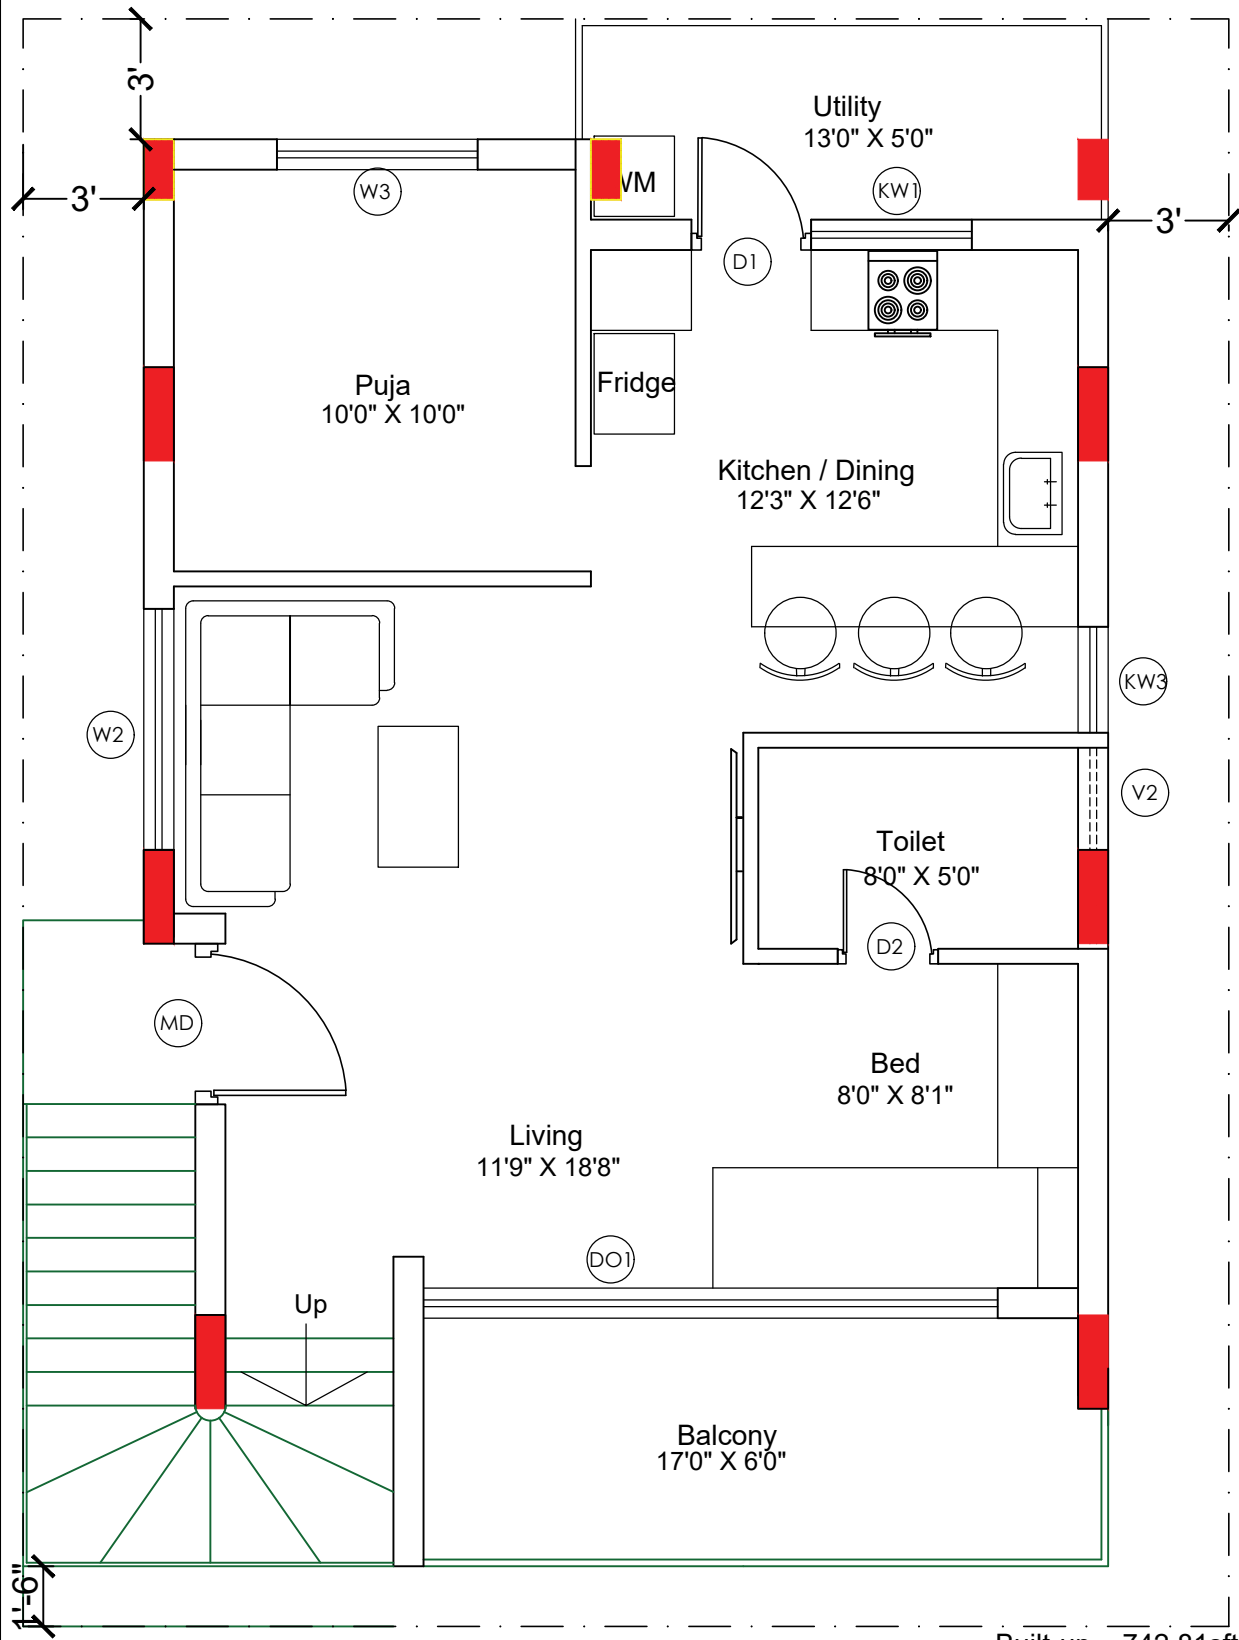 3'
Utility
13'0" X 5'0"
W3
WM
KW1
3'
3'
D1
Puja
10'0" X 10'0"
Fridge
Kitchen / Dining
12'3" X 12'6"
KW3
W2
V2
Toilet
8'0" X 5'0"
D2
MD
Bed
8'0" X 8'1"
Living
11'9" X 18'8"
DO1
Up
Balcony
17'0" X 6'0"
1'-6"